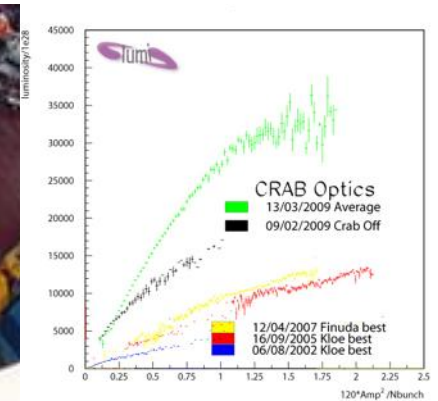 luminosity/1e28
45000
lumi
40000
35000
30000
25000
20000
15000
10000
5000
0
CRAB Optics
13/03/2009 Average
09/02/2009 Crab Off
12/04/2007 Finuda best
16/09/2005 Kloe best
06/08/2002 Kloe best
0 0.25 0.5 0.75 1 1.25 1.5 1.75 2 2.25 2.5
120*Amp² /Nbunch